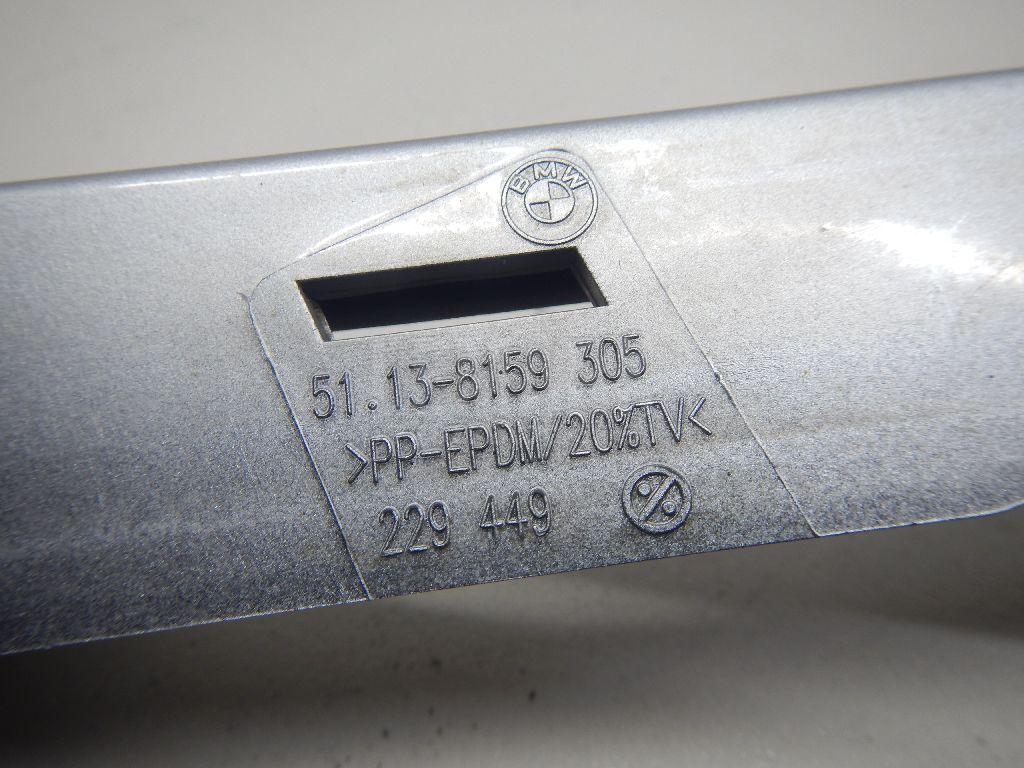 BMW
51.13-8159 305
>PP-EPDM/20%TV<
229 449